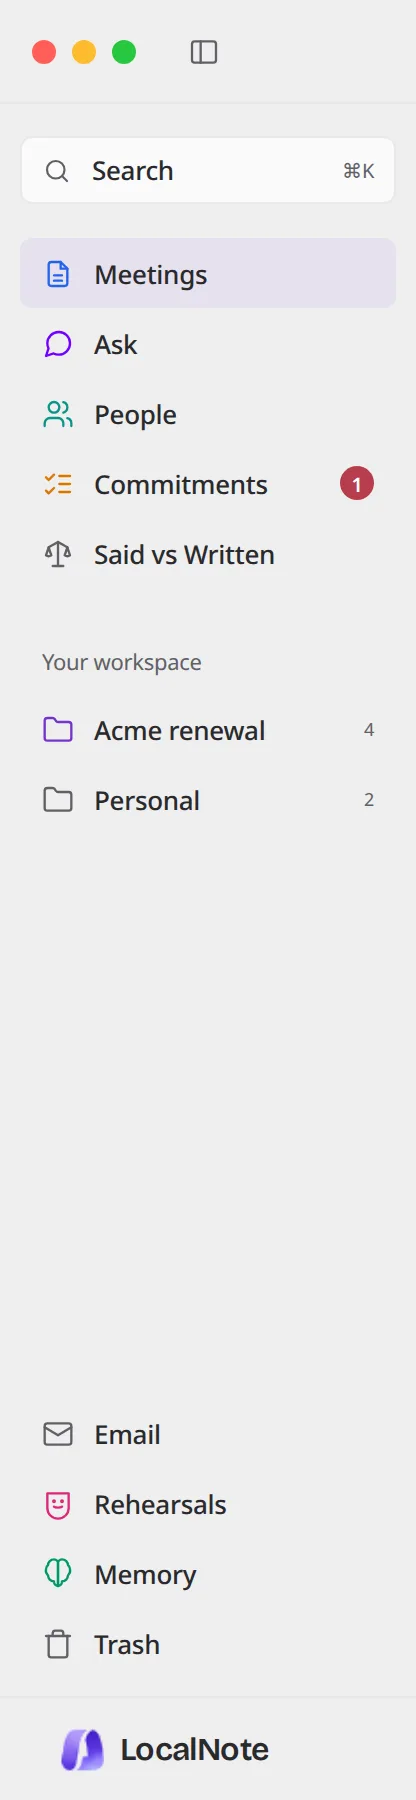 Search ⌘K
Meetings
Ask
People
Commitments 1
Said vs Written
Your workspace
Acme renewal 4
Personal 2
Email
Rehearsals
Memory
Trash
LocalNote